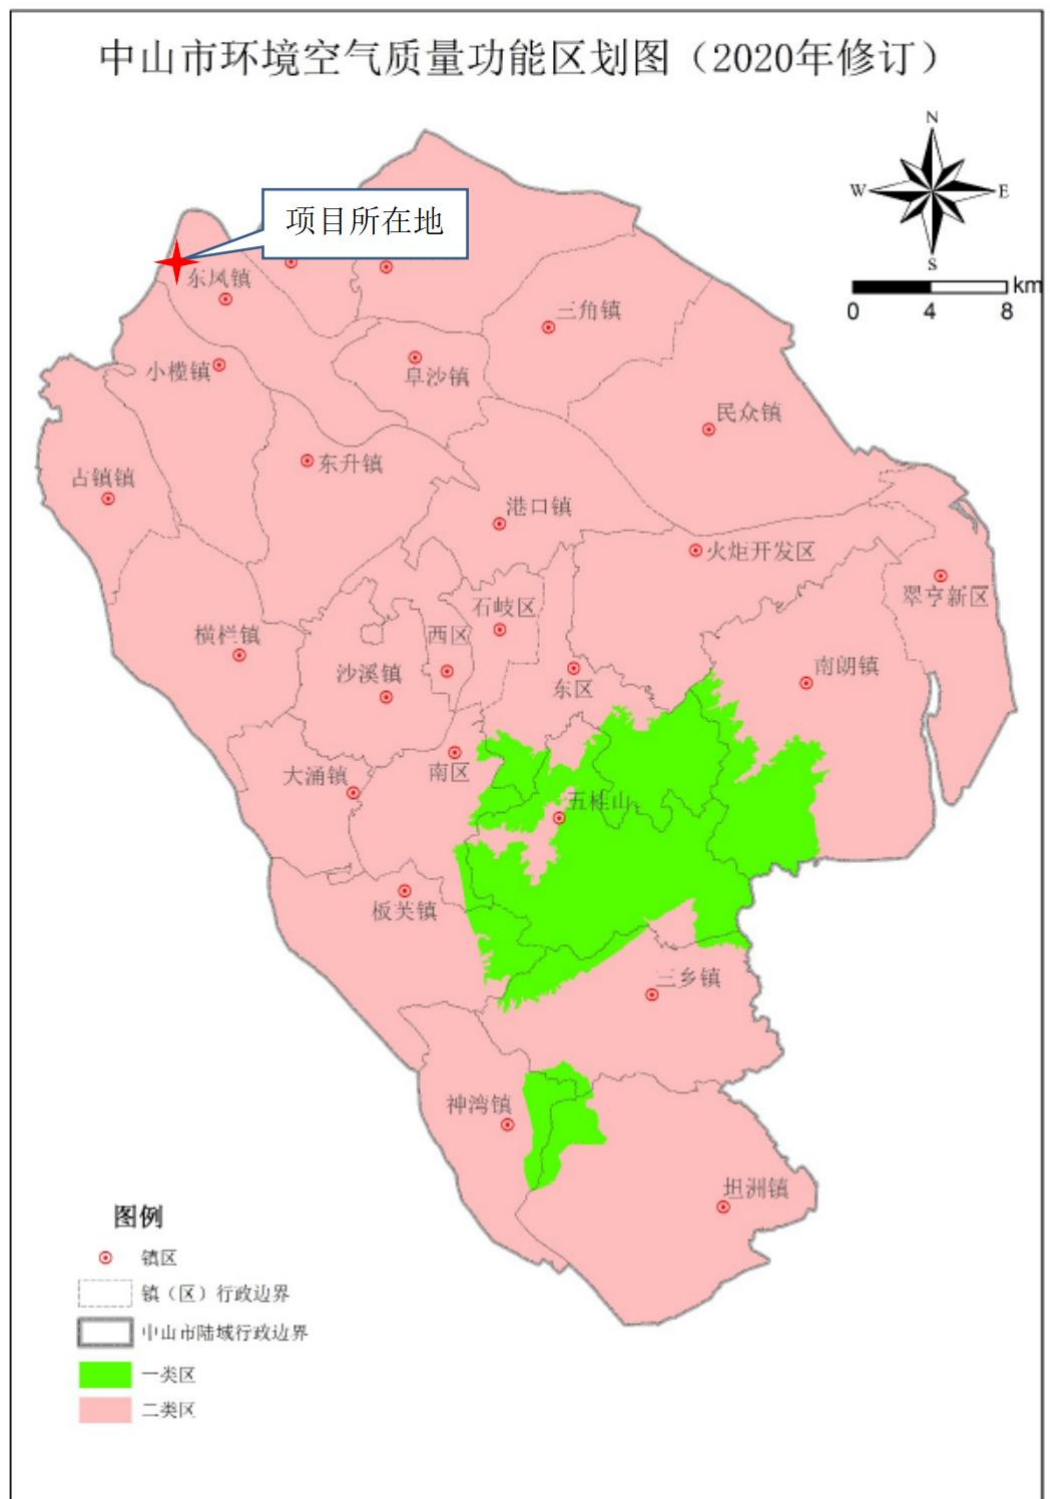 中山市环境空气质量功能区划图（2020年修订）
N
W
E
S
km
0 4 8
项目所在地
东凤镇
三角镇
小榄镇
阜沙镇
民众镇
古镇镇
东升镇
港口镇
火炬开发区
翠亨新区
石岐区
横栏镇
西区
沙溪镇
东区
南朗镇
南区
大涌镇
五桂山
板芙镇
三乡镇
神湾镇
坦洲镇
图例
镇区
镇（区）行政边界
中山市陆域行政边界
一类区
二类区